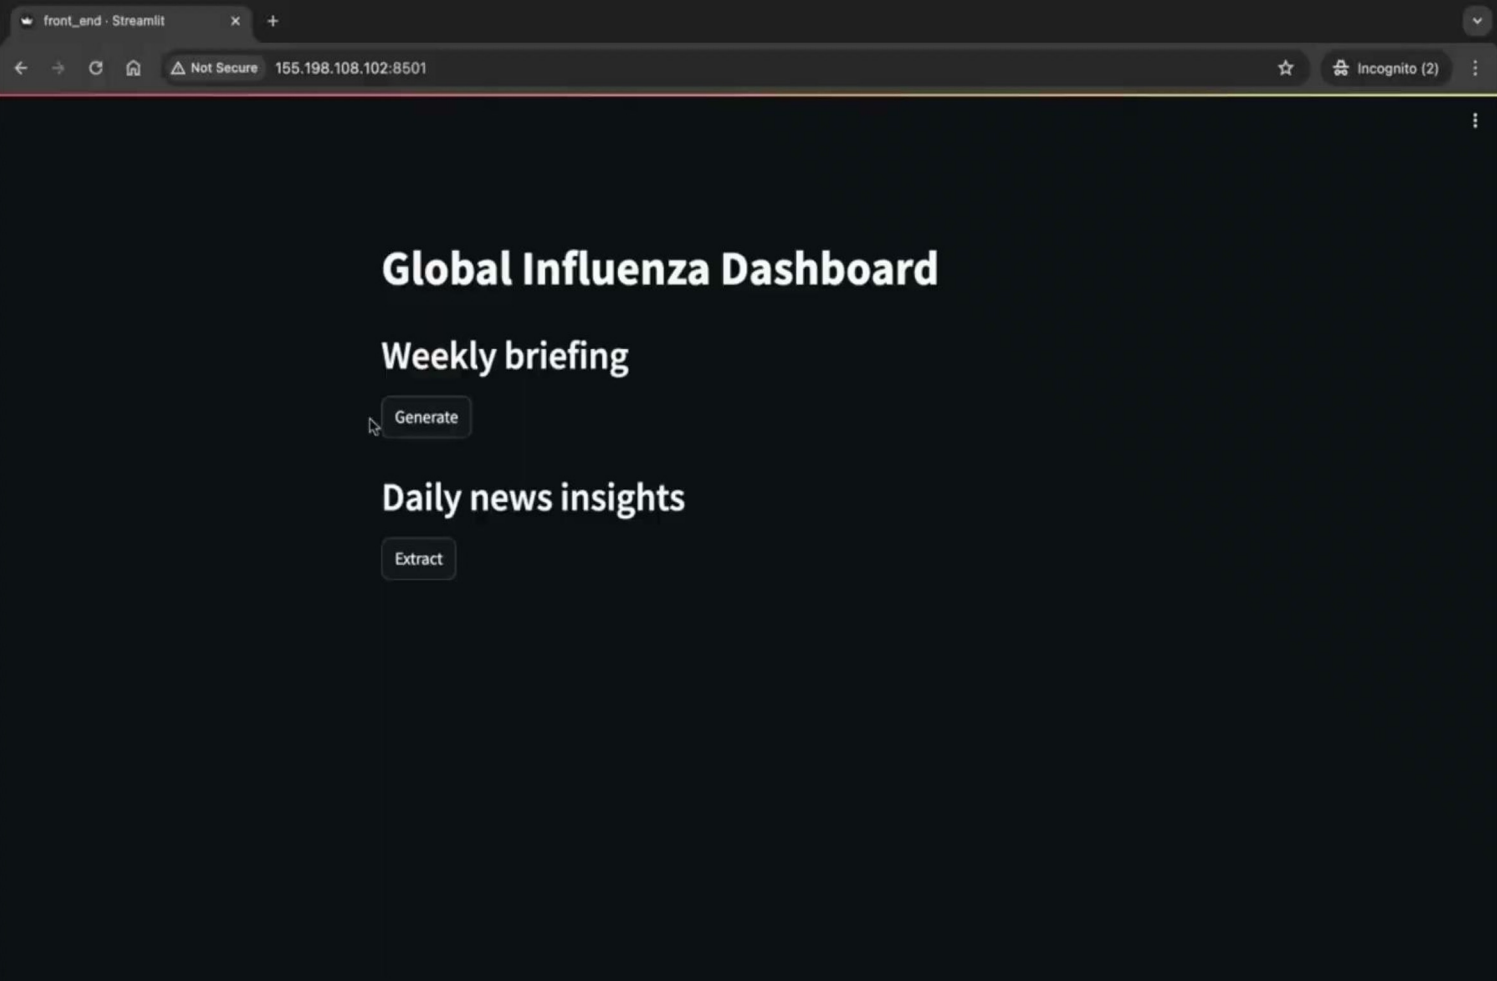 front_end · Streamlit
Not Secure 155.198.108.102:8501
Incognito (2)
Global Influenza Dashboard
Weekly briefing
Generate
Daily news insights
Extract